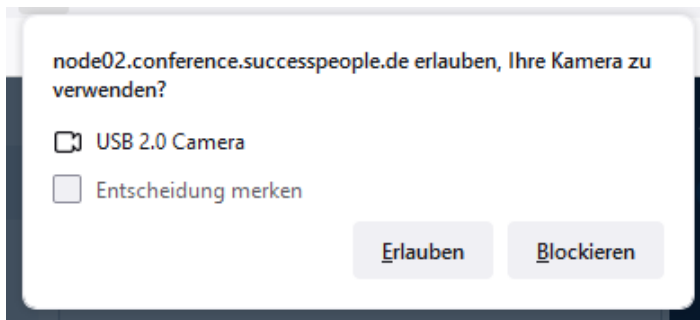 node02.conference.successpeople.de erlauben, Ihre Kamera zu
verwenden?
USB 2.0 Camera
Entscheidung merken
Erlauben
Blockieren